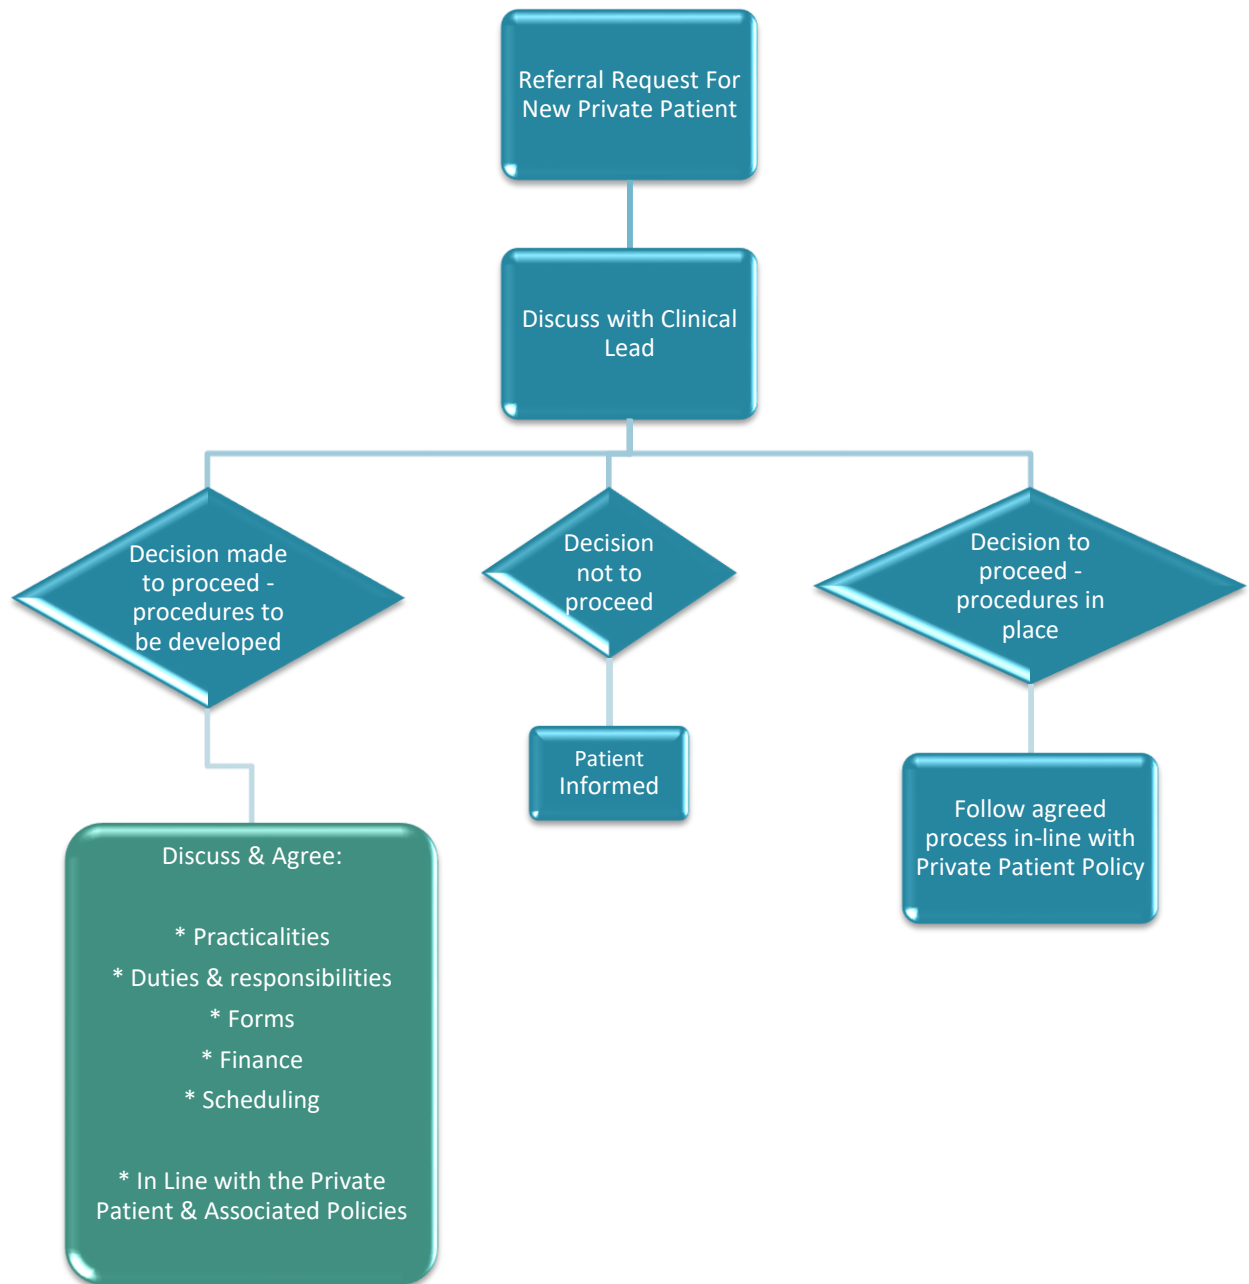 Referral Request For
New Private Patient
Discuss with Clinical
Lead
Decision made
to proceed -
procedures to
be developed
Decision
not to
proceed
Decision to
proceed -
procedures in
place
Patient
Informed
Follow agreed
process in-line with
Private Patient Policy
Discuss & Agree:
* Practicalities
* Duties & responsibilities
* Forms
* Finance
* Scheduling
* In Line with the Private
Patient & Associated Policies